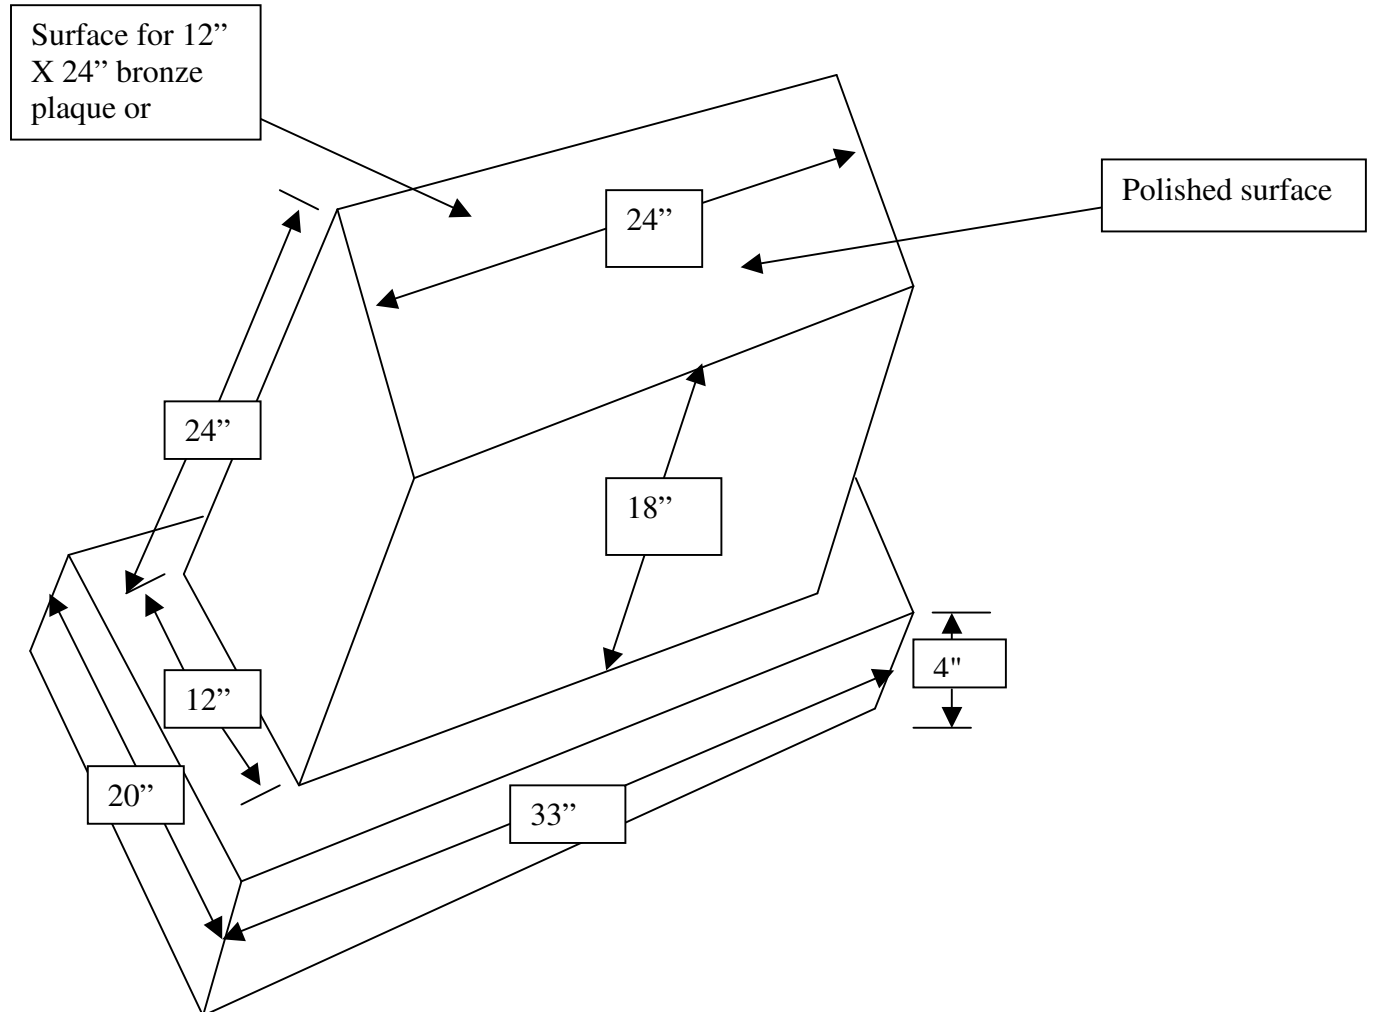 Surface for 12”
X 24” bronze
plaque or
Polished surface
24”
24”
18”
4"
12”
20”
33”